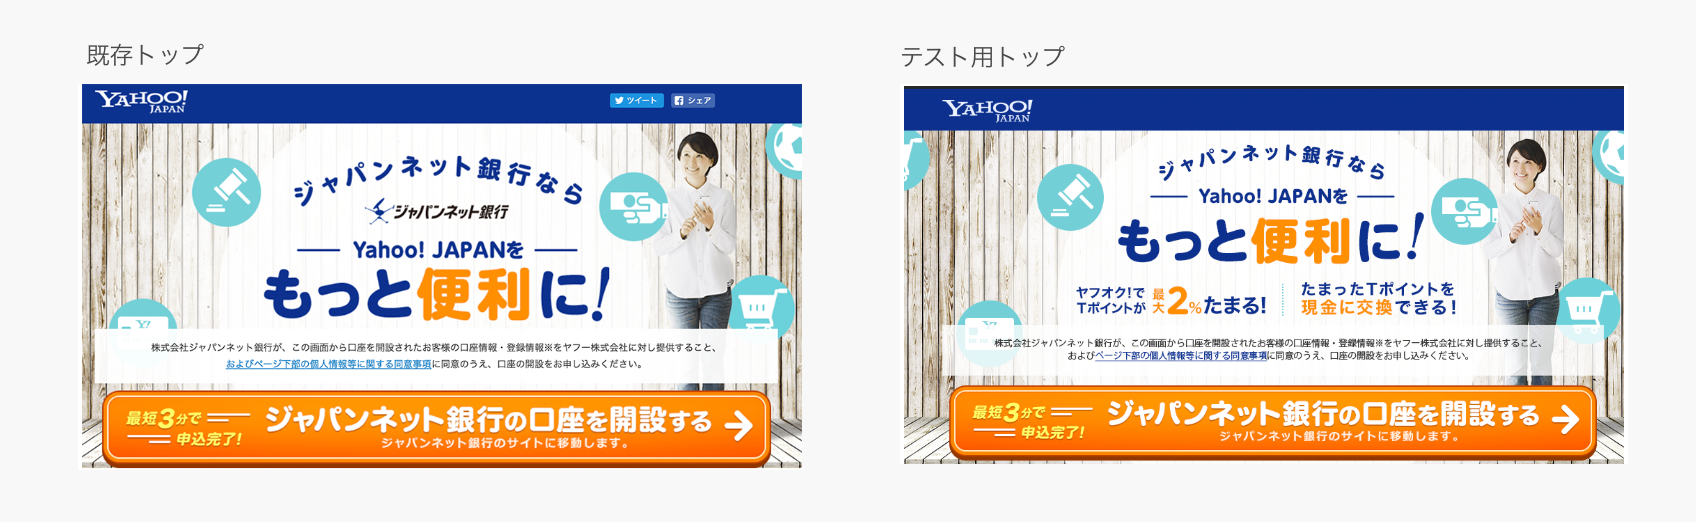 既存トップ
YAHOO!
JAPAN
ツイート
シェア
ジャパンネット銀行なら
ジャパンネット銀行
Yahoo! JAPANを
もっと便利に!
Y!
株式会社ジャパンネット銀行が、この画面から口座を開設されたお客様の口座情報・登録情報※をヤフー株式会社に対し提供すること、
およびページ下部の個人情報等に関する同意事項に同意のうえ、口座の開設をお申し込みください。
最短3分で
申込完了!
ジャパンネット銀行の口座を開設する
ジャパンネット銀行のサイトに移動します。
テスト用トップ
YAHOO!
JAPAN
ジャパンネット銀行なら
Yahoo! JAPANを
もっと便利に!
ヤフオク!で
Tポイントが
最大2%たまる!
たまったTポイントを
現金に交換できる!
株式会社ジャパンネット銀行が、この画面から口座を開設されたお客様の口座情報・登録情報※をヤフー株式会社に対し提供すること、
およびページ下部の個人情報等に関する同意事項に同意のうえ、口座の開設をお申し込みください。
最短3分で
申込完了!
ジャパンネット銀行の口座を開設する
ジャパンネット銀行のサイトに移動します。